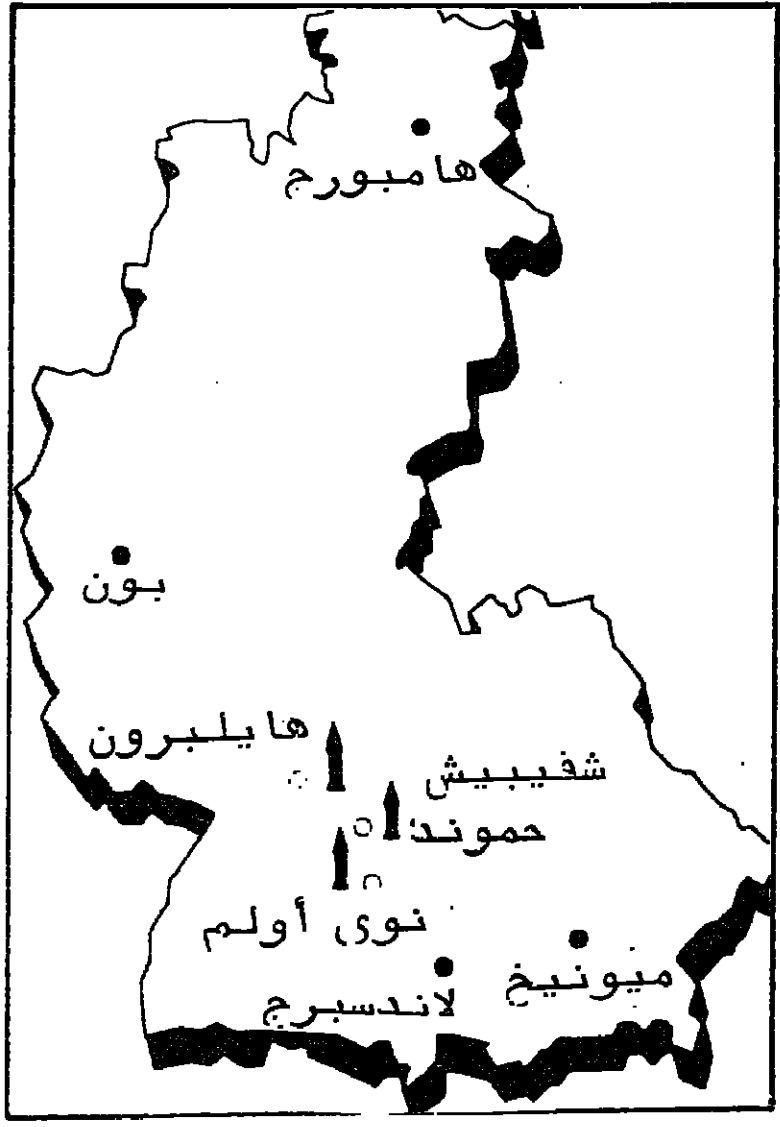 هامبورج
بون
هايلبرون
شفيبيش
حموند
نوى أولم
ميونيخ
لاندسبرج